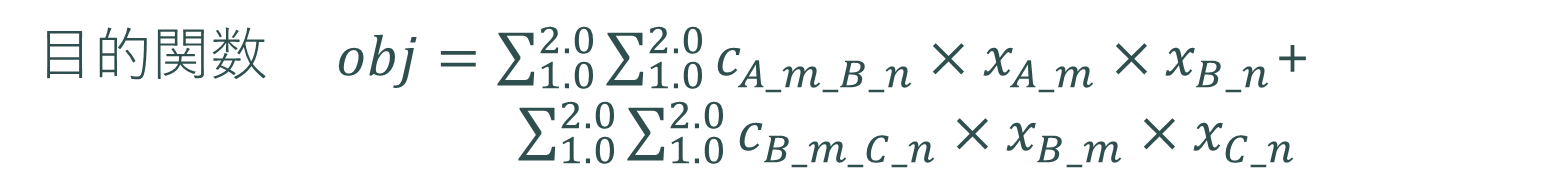 目的関数 obj = ∑_{1.0}^{2.0} ∑_{1.0}^{2.0} c_{A_m_B_n} × x_{A_m} × x_{B_n} +
∑_{1.0}^{2.0} ∑_{1.0}^{2.0} c_{B_m_C_n} × x_{B_m} × x_{C_n}